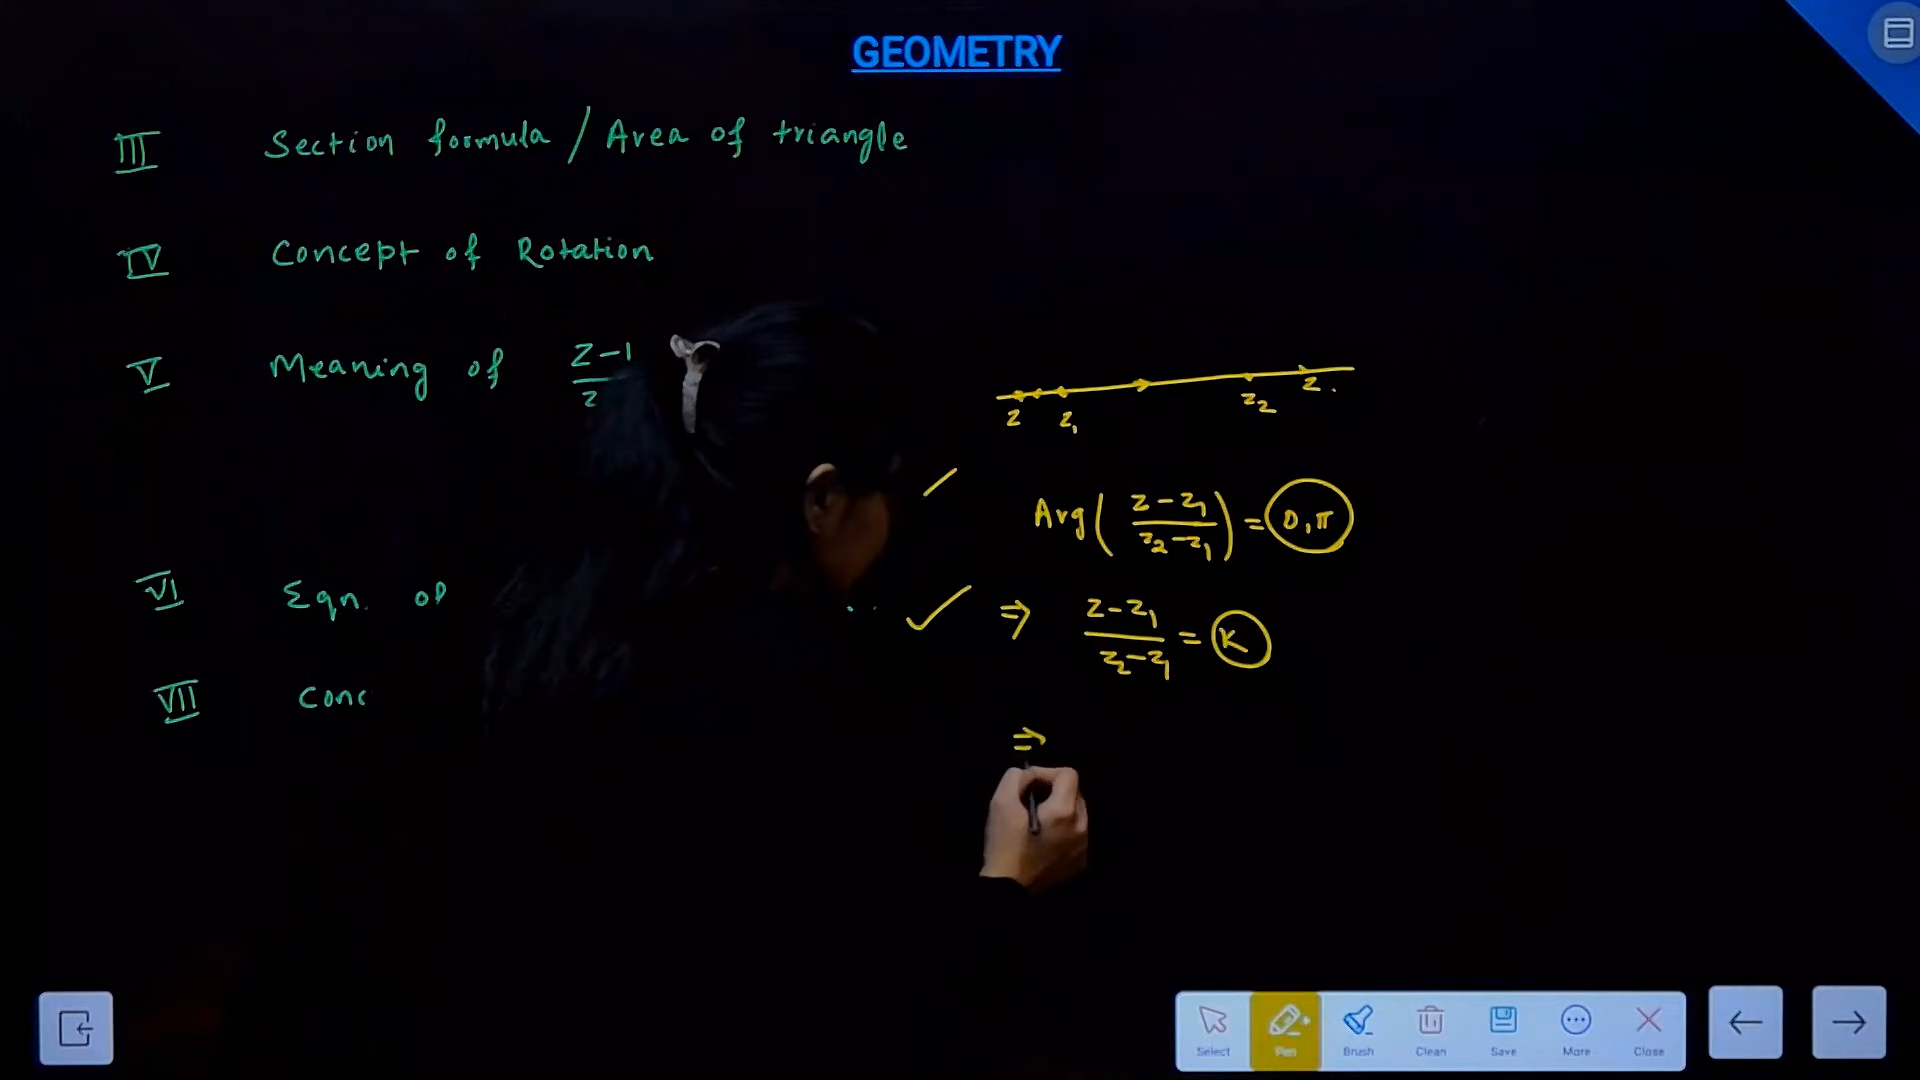 GEOMETRY
III Section formula / Area of triangle
IV Concept of Rotation
V Meaning of z-1 / z
z z₁ z₂ z.
Arg( (z-z₁) / (z₂-z₁) ) = 0, π
VI Eqn. of
⇒ (z-z₁) / (z₂-z₁) = K
VII Conc
⇒
Select Pen Brush Clean Save More Close